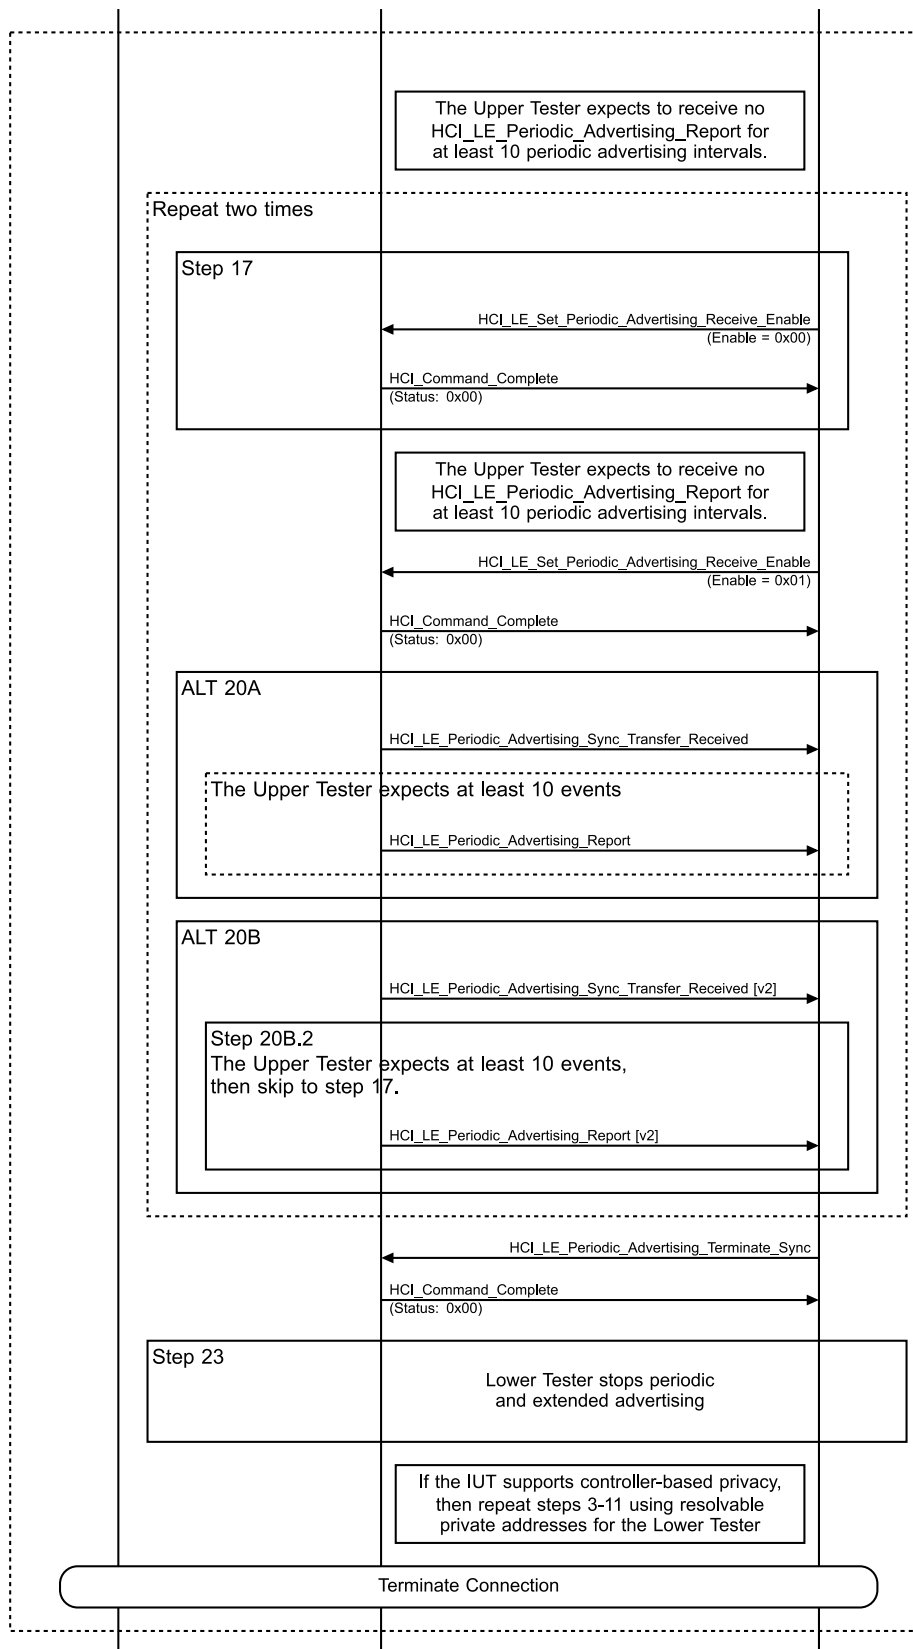 The Upper Tester expects to receive no
HCI_LE_Periodic_Advertising_Report for
at least 10 periodic advertising intervals.
Repeat two times
Step 17
HCI_LE_Set_Periodic_Advertising_Receive_Enable
(Enable = 0x00)
HCI_Command_Complete
(Status: 0x00)
The Upper Tester expects to receive no
HCI_LE_Periodic_Advertising_Report for
at least 10 periodic advertising intervals.
HCI_LE_Set_Periodic_Advertising_Receive_Enable
(Enable = 0x01)
HCI_Command_Complete
(Status: 0x00)
ALT 20A
HCI_LE_Periodic_Advertising_Sync_Transfer_Received
The Upper Tester expects at least 10 events
HCI_LE_Periodic_Advertising_Report
ALT 20B
HCI_LE_Periodic_Advertising_Sync_Transfer_Received [v2]
Step 20B.2
The Upper Tester expects at least 10 events,
then skip to step 17.
HCI_LE_Periodic_Advertising_Report [v2]
HCI_LE_Periodic_Advertising_Terminate_Sync
HCI_Command_Complete
(Status: 0x00)
Step 23
Lower Tester stops periodic
and extended advertising
If the IUT supports controller-based privacy,
then repeat steps 3-11 using resolvable
private addresses for the Lower Tester
Terminate Connection